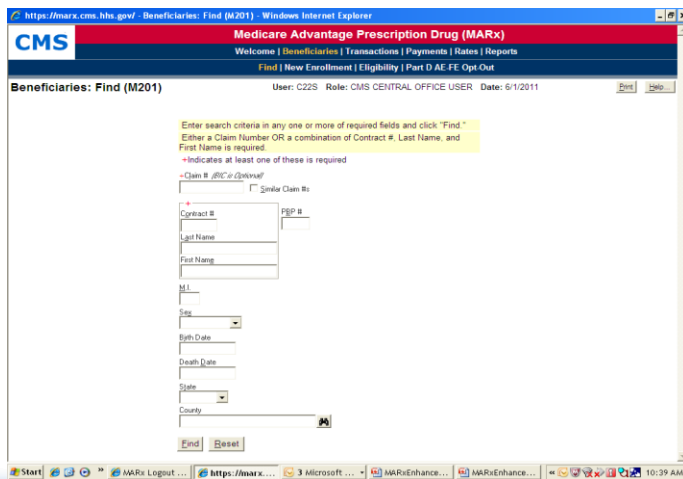 https://marx.cms.hhs.gov/ - Beneficiaries: Find (M201) - Windows Internet Explorer
CMS
Medicare Advantage Prescription Drug (MARx)
Welcome | Beneficiaries | Transactions | Payments | Rates | Reports
Find | New Enrollment | Eligibility | Part D AE-FE Opt-Out
Beneficiaries: Find (M201) User: C22S Role: CMS CENTRAL OFFICE USER Date: 6/1/2011 Print Help...
Enter search criteria in any one or more of required fields and click "Find."
Either a Claim Number OR a combination of Contract #, Last Name, and
First Name is required.
+Indicates at least one of these is required
+Claim # (BIC is Optional)
Similar Claim #s
+
Contract # PBP #
Last Name
First Name
M.I.
Sex
Birth Date
Death Date
State
County
Find Reset
Start » MARx Logout ... https://marx.... 3 Microsoft ... MARxEnhance... MARxEnhance... « 10:39 AM